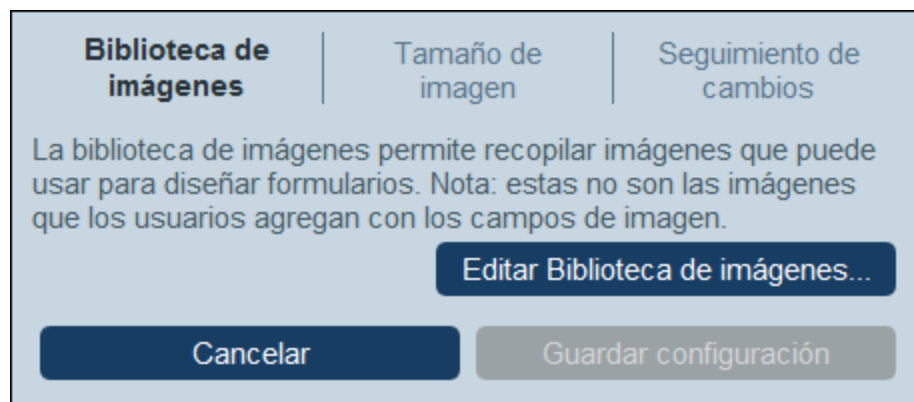 Biblioteca de
imágenes
Tamaño de
imagen
Seguimiento de
cambios
La biblioteca de imágenes permite recopilar imágenes que puede
usar para diseñar formularios. Nota: estas no son las imágenes
que los usuarios agregan con los campos de imagen.
Editar Biblioteca de imágenes...
Cancelar
Guardar configuración